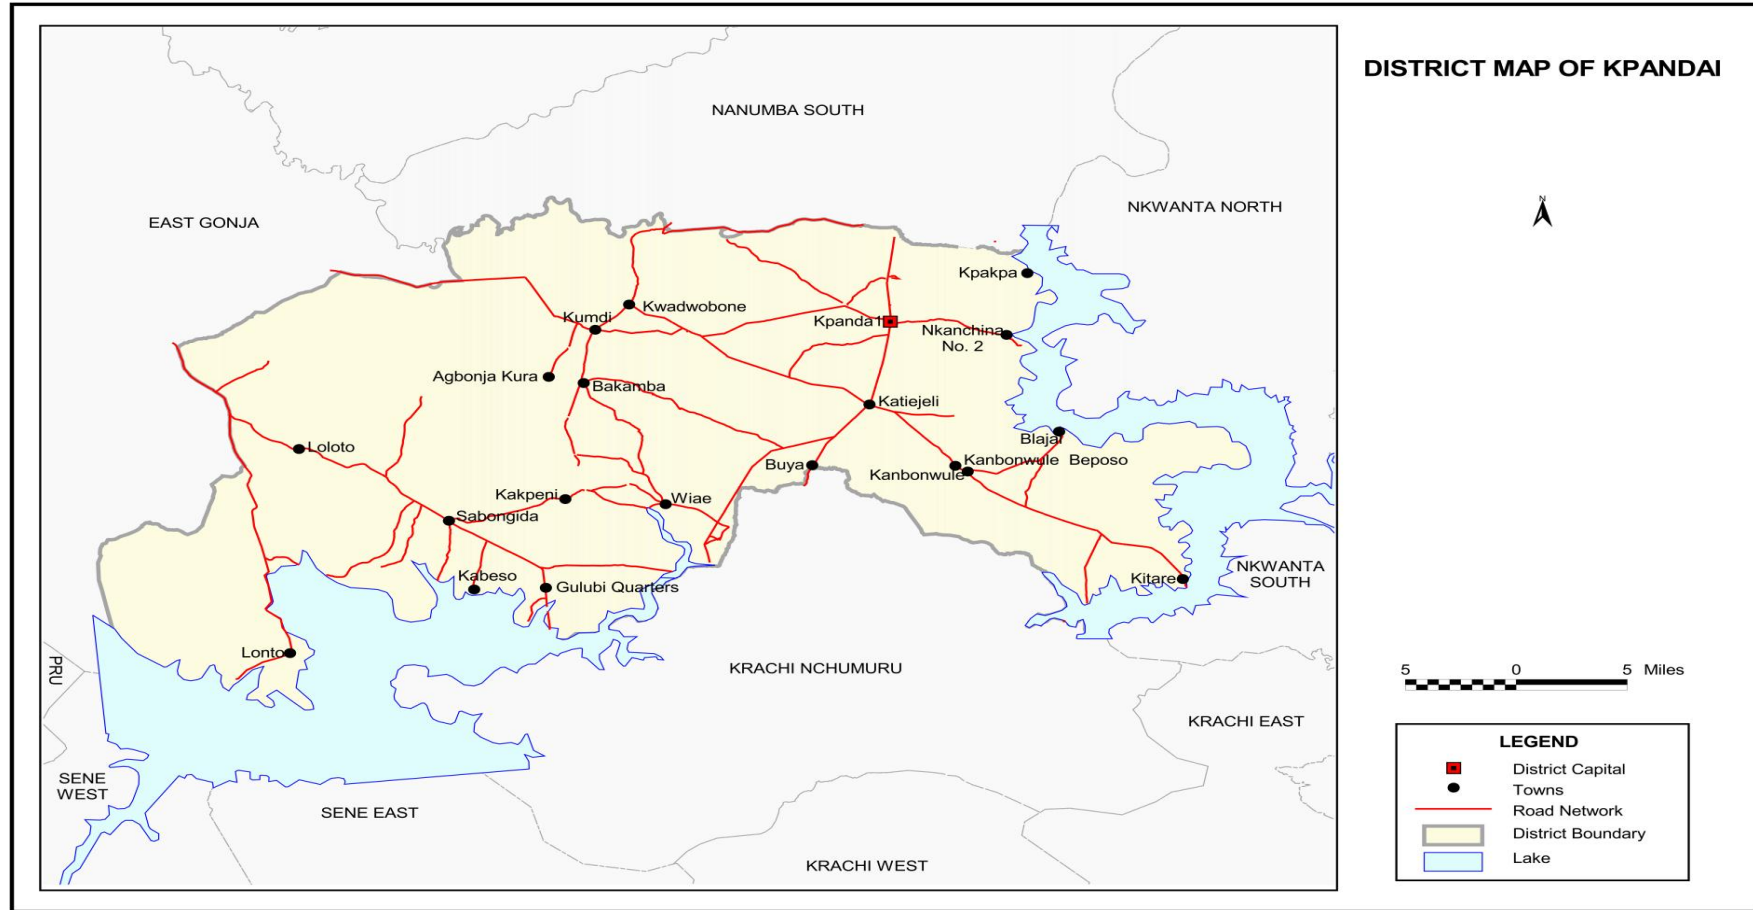 DISTRICT MAP OF KPANDAI
NANUMBA SOUTH
NKWANTA NORTH
EAST GONJA
N
Kpakpa
Kwadwobone
Kumdi
Kpanda1
Nkanchina
No. 2
Agbonja Kura
Bakamba
Katiejeli
Blajai
Loloto
Buya
Kanbonwule Beposo
Kanbonwule
Kakpeni
Wiae
Sabongida
NKWANTA
SOUTH
Kabeso
Gulubi Quarters
Kitare
Lonto
PRU
KRACHI NCHUMURU
5 0 5 Miles
KRACHI EAST
SENE
WEST
SENE EAST
KRACHI WEST
LEGEND
District Capital
Towns
Road Network
District Boundary
Lake